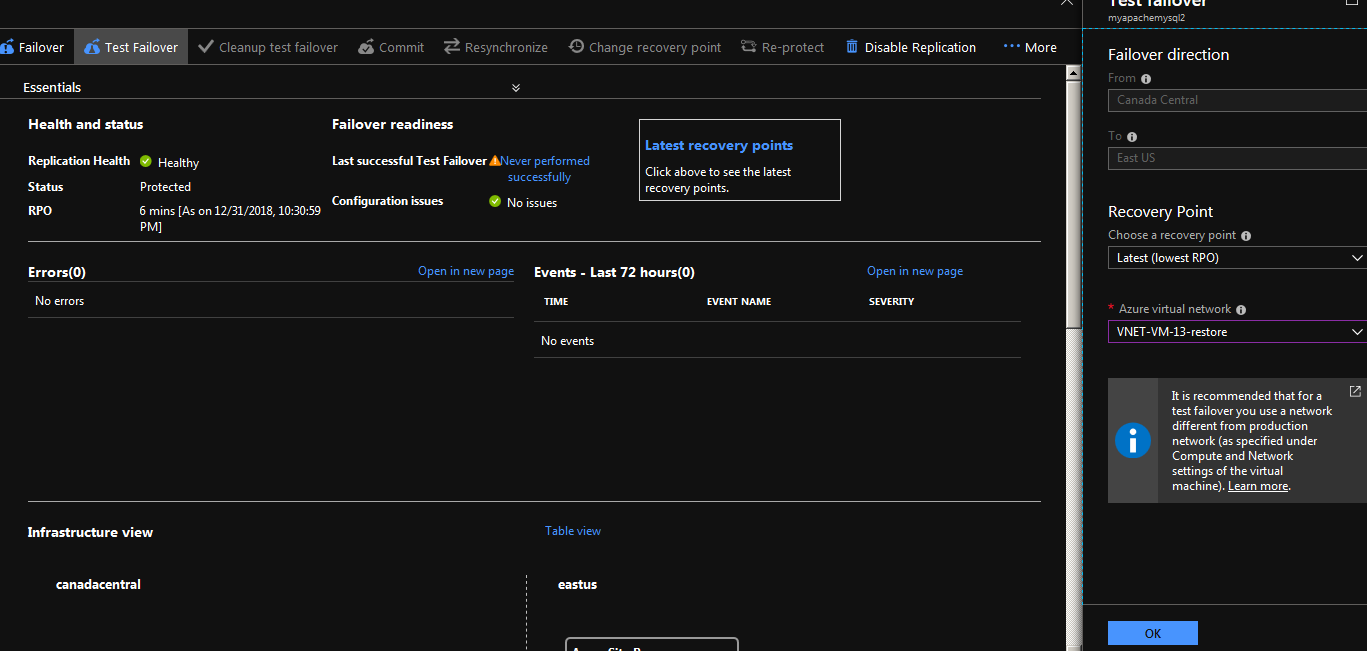 Failover
Test Failover
Cleanup test failover
Commit
Resynchronize
Change recovery point
Re-protect
Disable Replication
More
Essentials
Health and status
Replication Health
Healthy
Status
Protected
RPO
6 mins [As on 12/31/2018, 10:30:59
PM]
Failover readiness
Last successful Test Failover
Never performed
successfully
Configuration issues
No issues
Latest recovery points
Click above to see the latest
recovery points.
Errors(0)
Open in new page
No errors
Events - Last 72 hours(0)
Open in new page
TIME
EVENT NAME
SEVERITY
No events
Infrastructure view
Table view
canadacentral
eastus
Test failover
myapachemysql2
Failover direction
From
Canada Central
To
East US
Recovery Point
Choose a recovery point
Latest (lowest RPO)
* Azure virtual network
VNET-VM-13-restore
It is recommended that for a
test failover you use a network
different from production
network (as specified under
Compute and Network
settings of the virtual
machine). Learn more.
OK